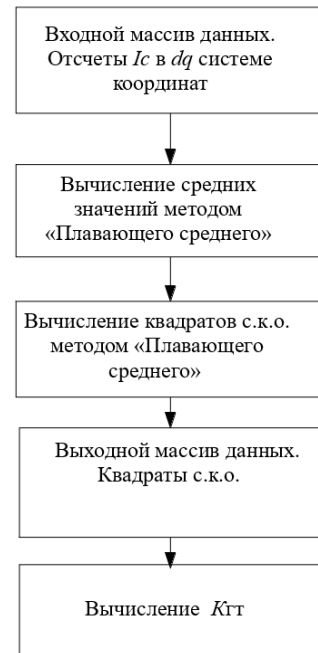 Входной массив данных.
Отсчеты Iс в dq системе
координат
Вычисление средних
значений методом
«Плавающего среднего»
Вычисление квадратов с.к.о.
методом «Плавающего
среднего»
Выходной массив данных.
Квадраты с.к.о.
Вычисление Kгт